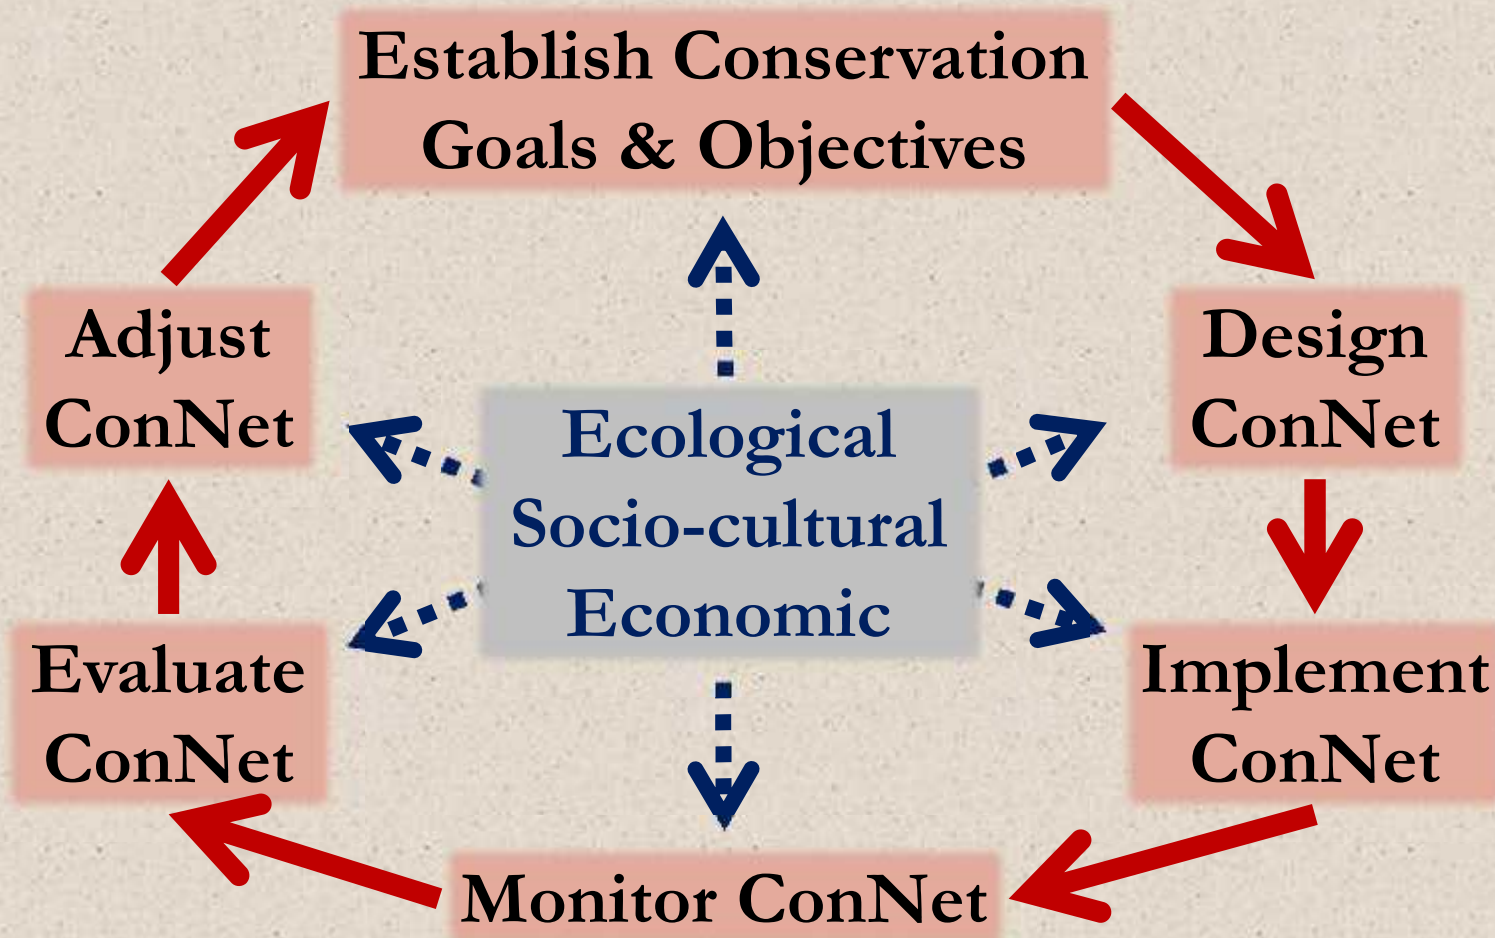 Establish Conservation
Goals & Objectives
Adjust
ConNet
Design
ConNet
Ecological
Socio-cultural
Economic
Evaluate
ConNet
Implement
ConNet
Monitor ConNet